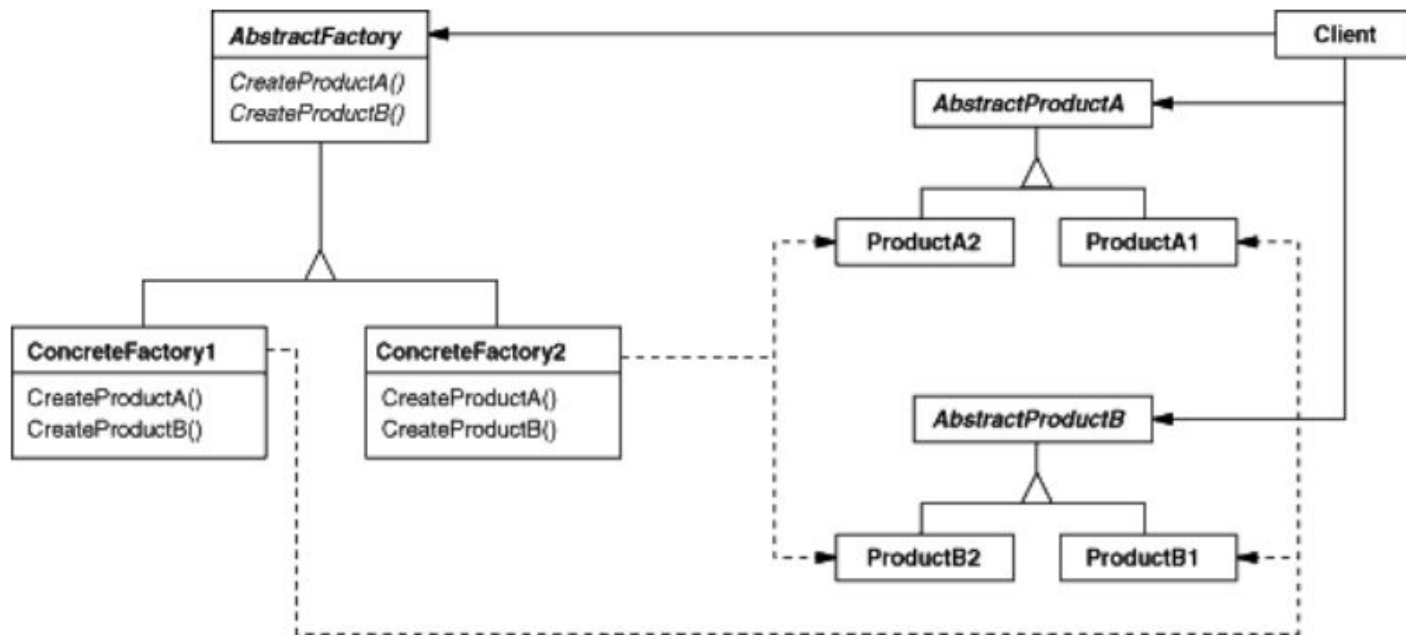 AbstractFactory
CreateProductA()
CreateProductB()
Client
AbstractProductA
ProductA2
ProductA1
ConcreteFactory1
CreateProductA()
CreateProductB()
ConcreteFactory2
CreateProductA()
CreateProductB()
AbstractProductB
ProductB2
ProductB1